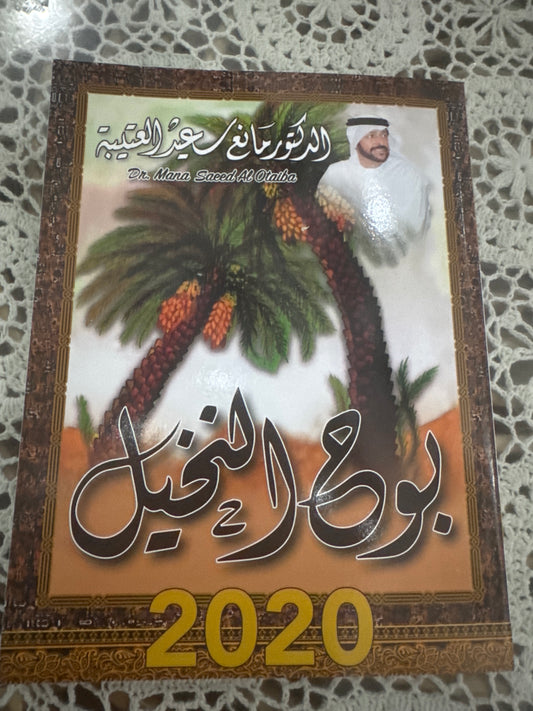 الدكتور مانع سعيد العتيبة
Dr. Mana Saeed Al Otaiba
بوح النخيل
2020